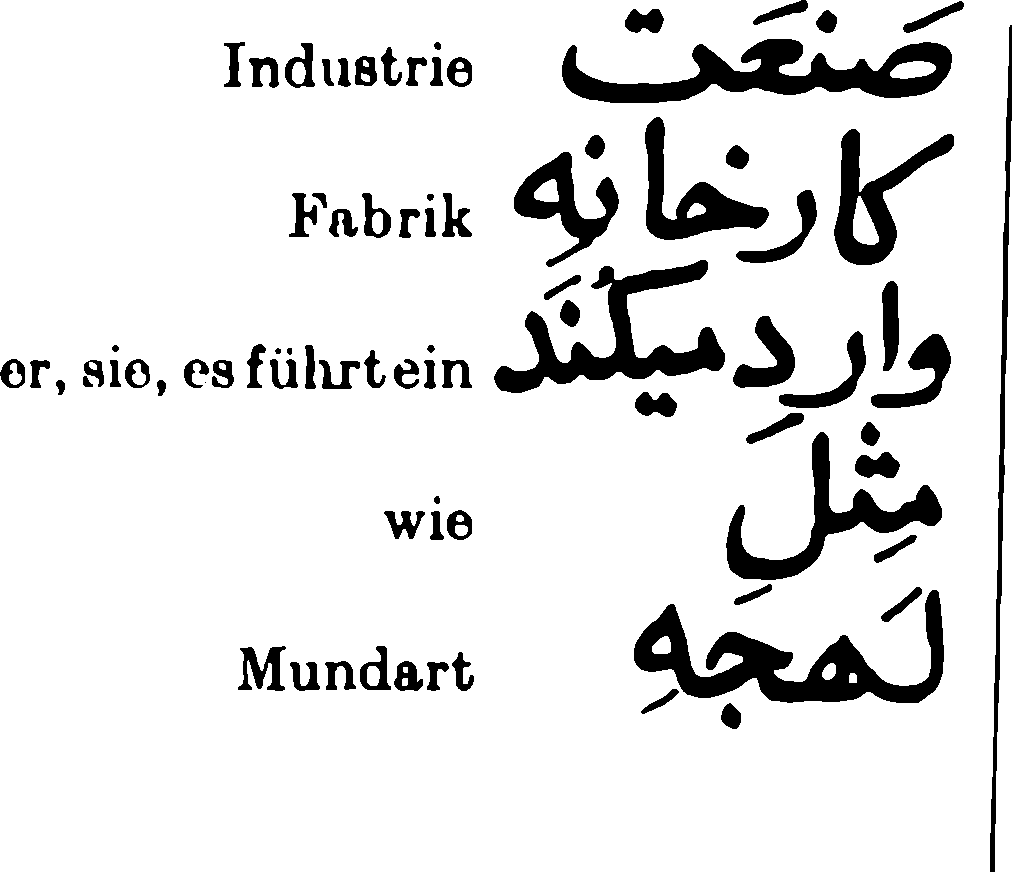 Industrie صَنعَت
Fabrik کارخانِه
er, sie, es führt ein وارِد میکُنَد
wie مِثلِ
Mundart لَهجَه